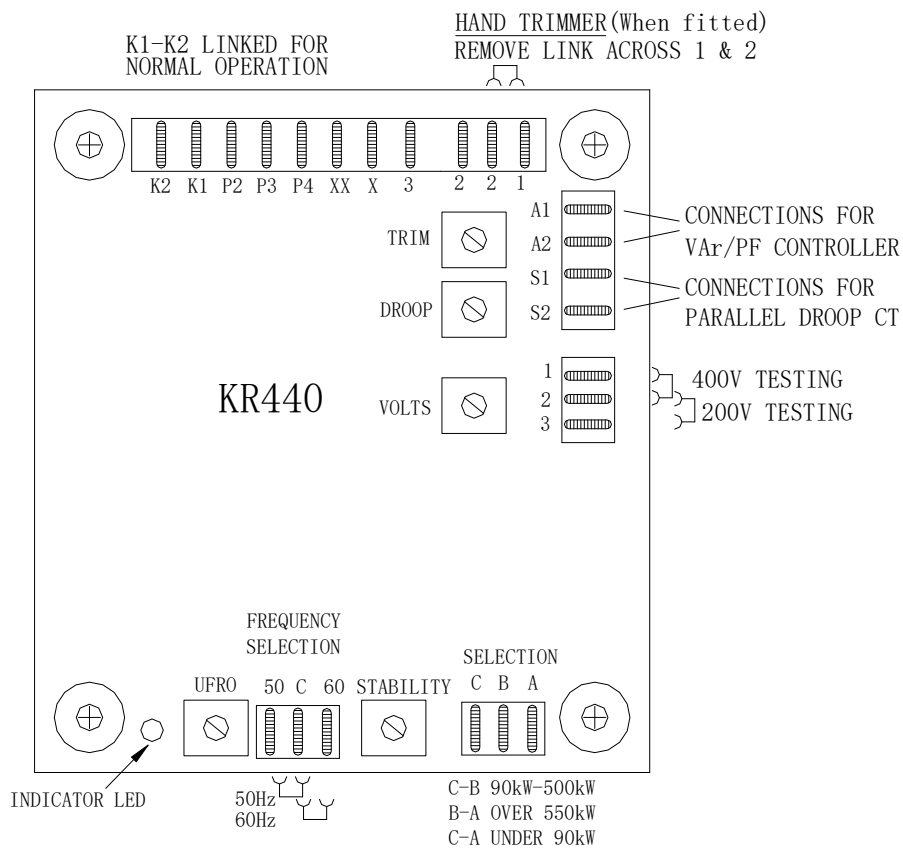 HAND TRIMMER(When fitted)
REMOVE LINK ACROSS 1 & 2
K1-K2 LINKED FOR
NORMAL OPERATION
K2 K1 P2 P3 P4 XX X 3 2 2 1
A1
A2
S1
S2
CONNECTIONS FOR
VAr/PF CONTROLLER
CONNECTIONS FOR
PARALLEL DROOP CT
TRIM
DROOP
VOLTS
KR440
1
2
3
400V TESTING
200V TESTING
FREQUENCY
SELECTION
UFRO
50 C 60
STABILITY
SELECTION
C B A
INDICATOR LED
50Hz
60Hz
C-B 90kW-500kW
B-A OVER 550kW
C-A UNDER 90kW